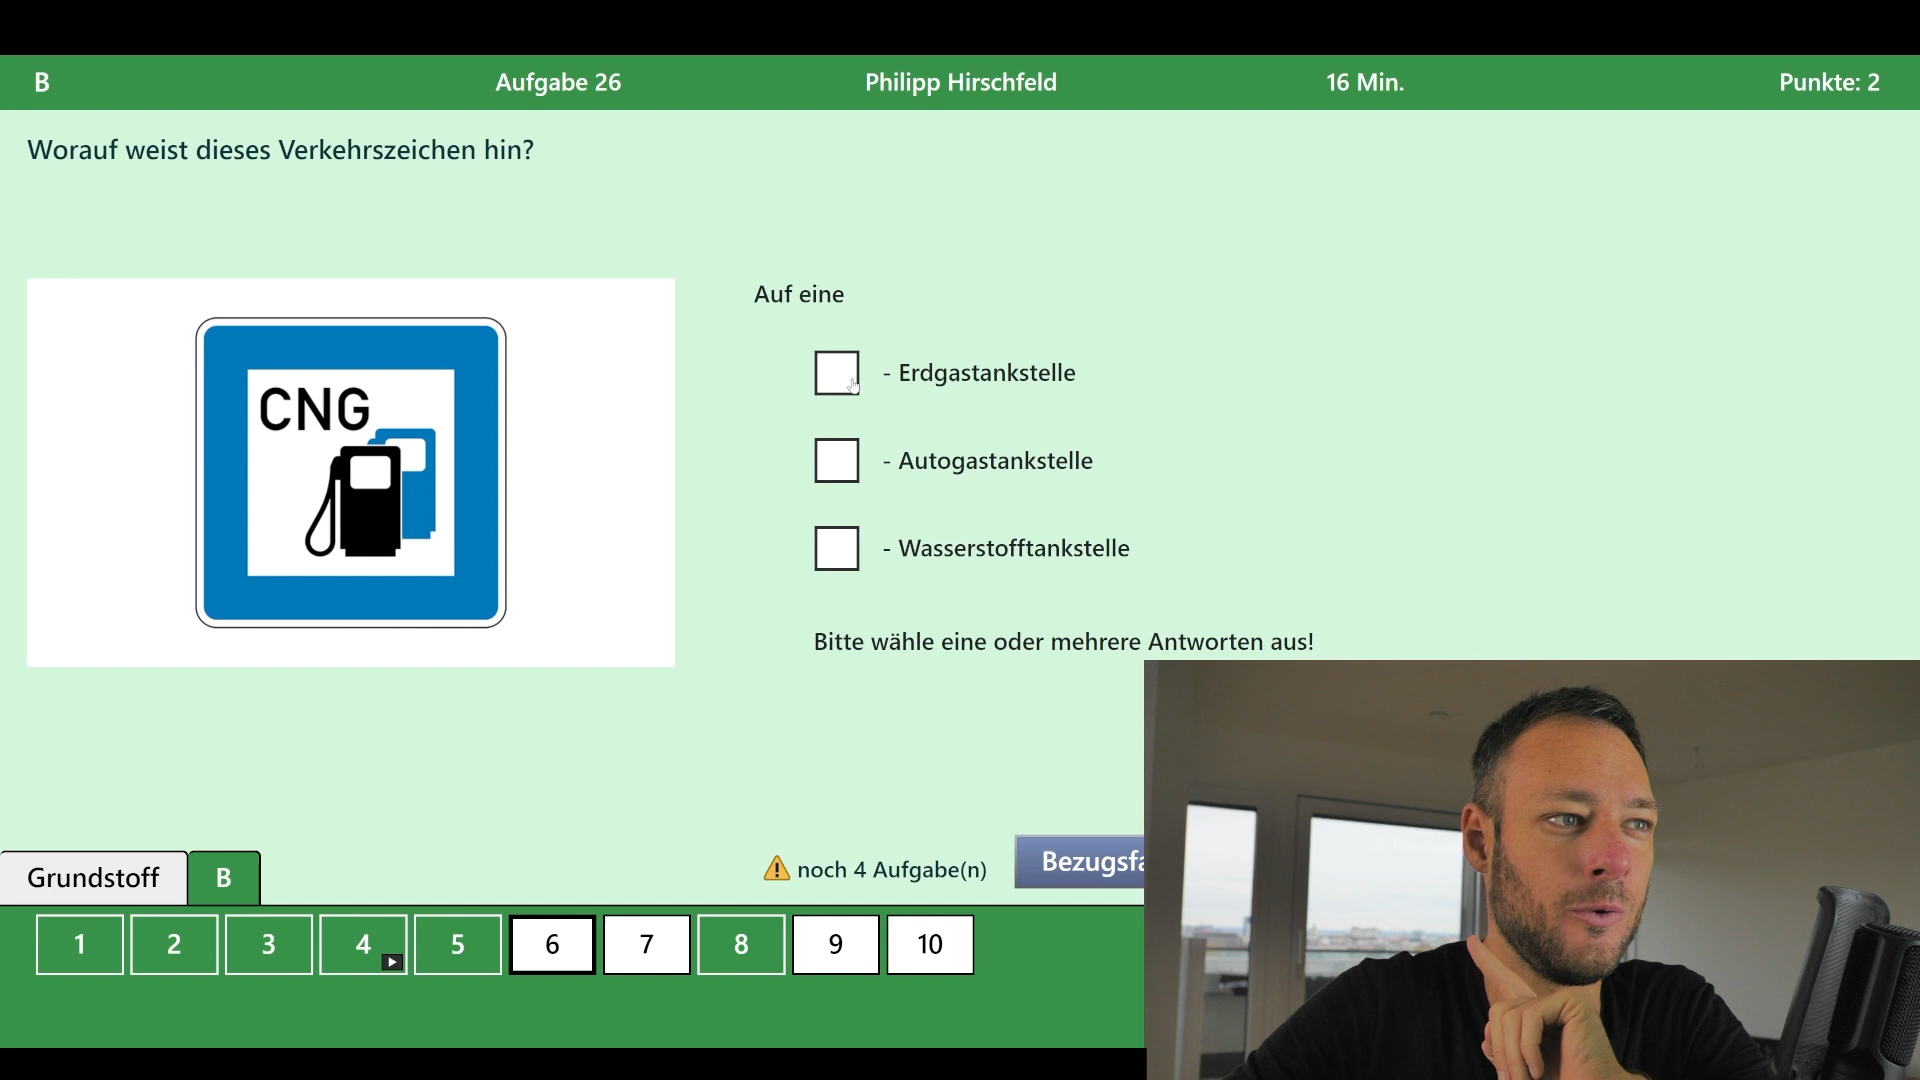 B Aufgabe 26 Philipp Hirschfeld 16 Min. Punkte: 2
Worauf weist dieses Verkehrszeichen hin?
CNG
Auf eine
- Erdgastankstelle
- Autogastankstelle
- Wasserstofftankstelle
Bitte wähle eine oder mehrere Antworten aus!
noch 4 Aufgabe(n)
Grundstoff B
1 2 3 4 5 6 7 8 9 10